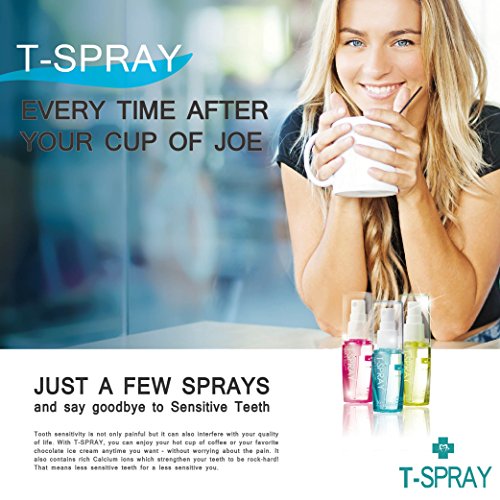 T-SPRAY
EVERY TIME AFTER
YOUR CUP OF JOE
T-SPRAY
JUST A FEW SPRAYS
and say goodbye to Sensitive Teeth
Tooth sensitivity is not only painful but it can also interfere with your quality
of life. With T-SPRAY, you can enjoy your hot cup of coffee or your favorite
chocolate ice cream anytime you want - without worrying about the pain. It
also contains rich Calcium ions which strengthen your teeth to be rock-hard!
That means less sensitive teeth for a less sensitive you.
T-SPRAY